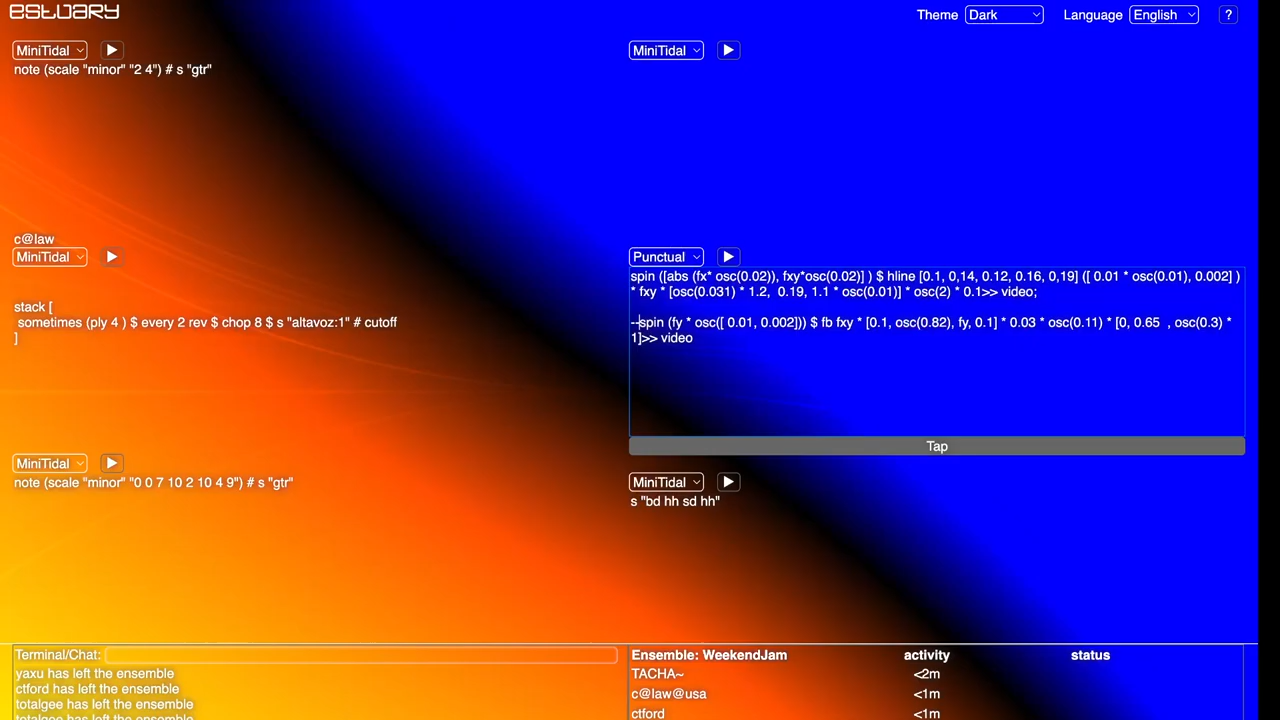 estuary
Theme Dark Language English ?
MiniTidal
note (scale "minor" "2 4") # s "gtr"
MiniTidal
c@law
MiniTidal
stack [
sometimes (ply 4 ) $ every 2 rev $ chop 8 $ s "altavoz:1" # cutoff
]
Punctual
spin ([abs (fx* osc(0.02)), fxy*osc(0.02)] ) $ hline [0.1, 0.14, 0.12, 0.16, 0,19] ([ 0.01 * osc(0.01), 0.002] )
* fxy * [osc(0.031) * 1.2, 0.19, 1.1 * osc(0.01)] * osc(2) * 0.1>> video;
--spin (fy * osc([ 0.01, 0.002])) $ fb fxy * [0.1, osc(0.82), fy, 0.1] * 0.03 * osc(0.11) * [0, 0.65 , osc(0.3) *
1]>> video
Tap
MiniTidal
note (scale "minor" "0 0 7 10 2 10 4 9") # s "gtr"
MiniTidal
s "bd hh sd hh"
Terminal/Chat:
yaxu has left the ensemble
ctford has left the ensemble
totalgee has left the ensemble
totalgee has left the ensemble
Ensemble: WeekendJam activity status
TACHA~ <2m
c@law@usa <1m
ctford <1m